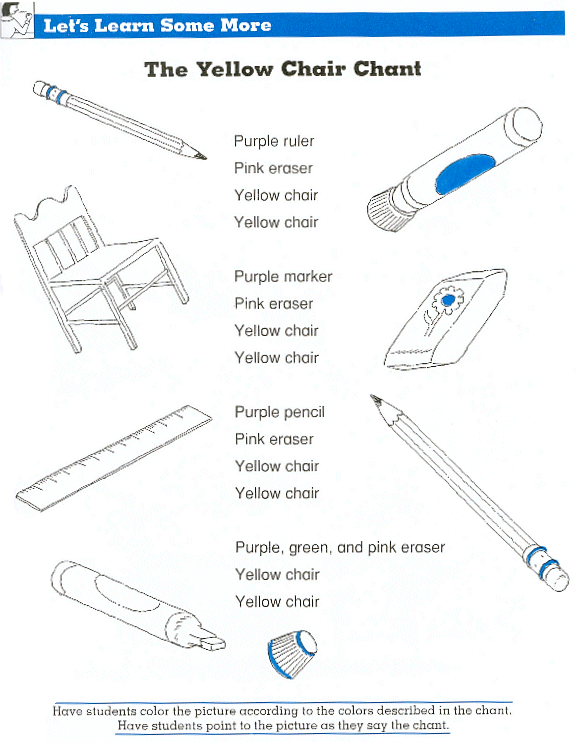 Let's Learn Some More
The Yellow Chair Chant
Purple ruler
Pink eraser
Yellow chair
Yellow chair
Purple marker
Pink eraser
Yellow chair
Yellow chair
Purple pencil
Pink eraser
Yellow chair
Yellow chair
Purple, green, and pink eraser
Yellow chair
Yellow chair
Have students color the picture according to the colors described in the chant.
Have students point to the picture as they say the chant.